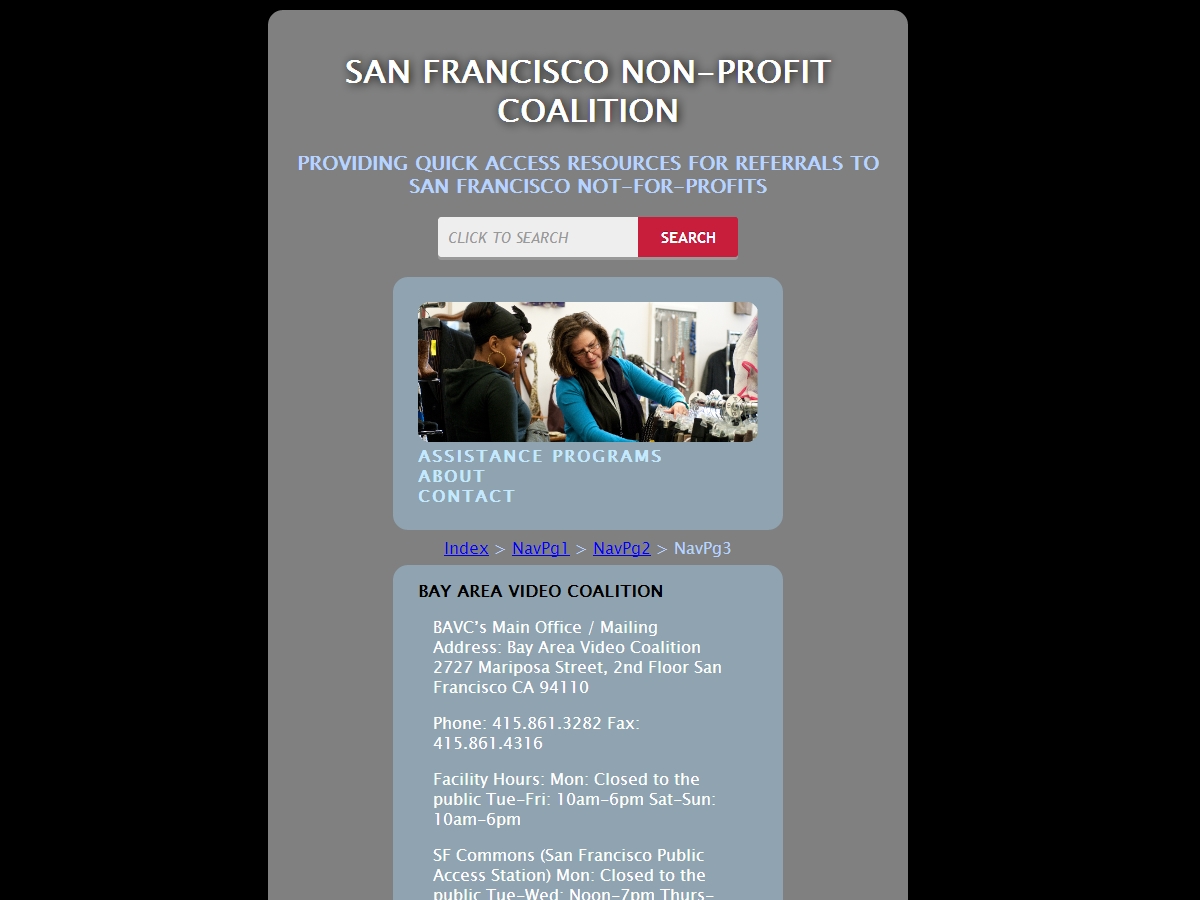 SAN FRANCISCO NON-PROFIT
COALITION
PROVIDING QUICK ACCESS RESOURCES FOR REFERRALS TO
SAN FRANCISCO NOT-FOR-PROFITS
CLICK TO SEARCH SEARCH
ASSISTANCE PROGRAMS
ABOUT
CONTACT
Index > NavPg1 > NavPg2 > NavPg3
BAY AREA VIDEO COALITION
BAVC’s Main Office / Mailing
Address: Bay Area Video Coalition
2727 Mariposa Street, 2nd Floor San
Francisco CA 94110
Phone: 415.861.3282 Fax:
415.861.4316
Facility Hours: Mon: Closed to the
public Tue-Fri: 10am-6pm Sat-Sun:
10am-6pm
SF Commons (San Francisco Public
Access Station) Mon: Closed to the
public Tue-Wed: Noon-7pm Thurs-